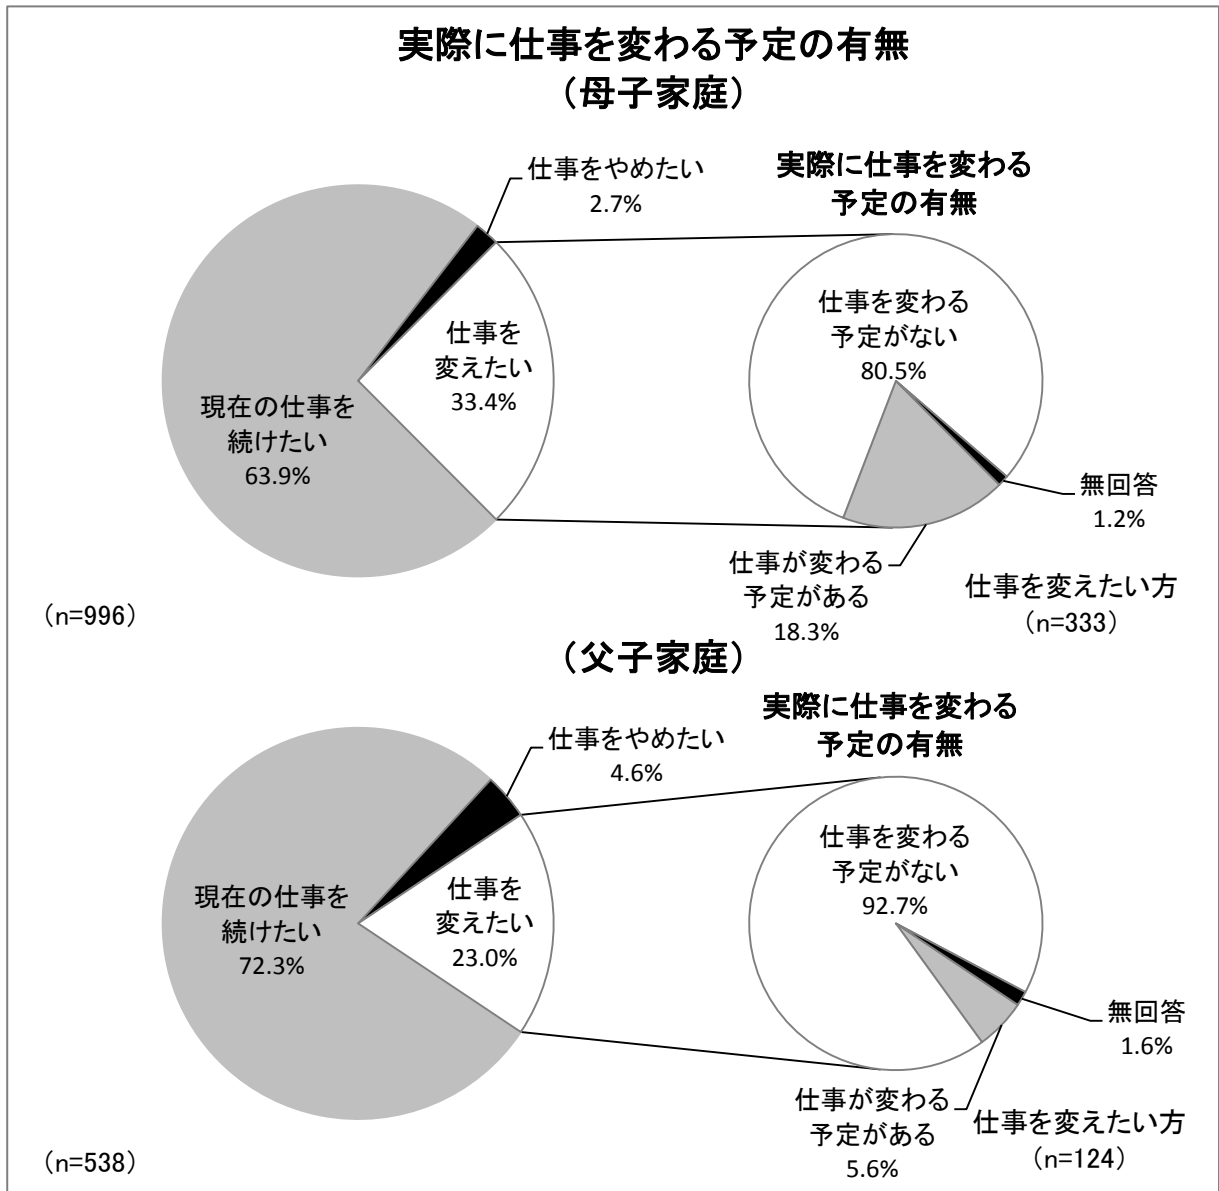 実際に仕事を変わる予定の有無
（母子家庭）
仕事をやめたい
2.7%
実際に仕事を変わる
予定の有無
仕事を
変えたい
33.4%
現在の仕事を
続けたい
63.9%
仕事を変わる
予定がない
80.5%
無回答
1.2%
仕事が変わる
予定がある
18.3%
仕事を変えたい方
（n=333）
（n=996）
（父子家庭）
仕事をやめたい
4.6%
実際に仕事を変わる
予定の有無
現在の仕事を
続けたい
72.3%
仕事を
変えたい
23.0%
仕事を変わる
予定がない
92.7%
無回答
1.6%
仕事が変わる
予定がある
5.6%
仕事を変えたい方
（n=124）
（n=538）